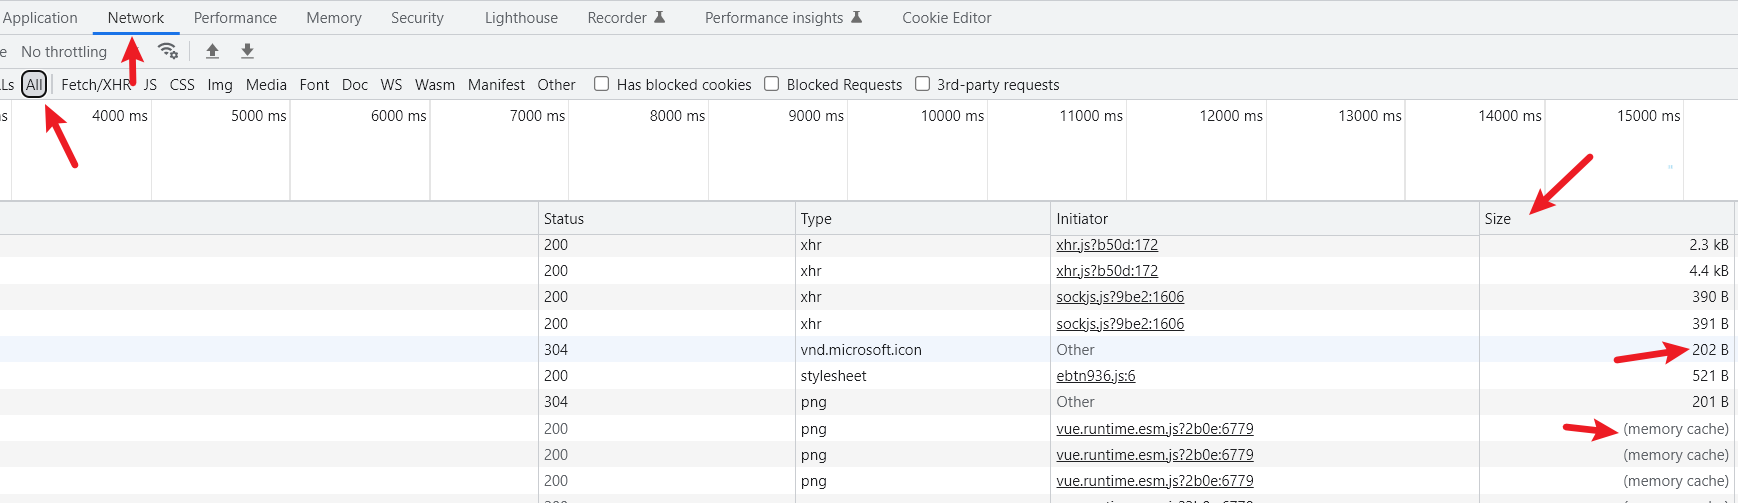 Application Network Performance Memory Security Lighthouse Recorder Performance insights Cookie Editor
e No throttling
Ls All Fetch/XHR JS CSS Img Media Font Doc WS Wasm Manifest Other Has blocked cookies Blocked Requests 3rd-party requests
s 4000 ms 5000 ms 6000 ms 7000 ms 8000 ms 9000 ms 10000 ms 11000 ms 12000 ms 13000 ms 14000 ms 15000 ms
Status Type Initiator Size
200 xhr xhr.js?b50d:172 2.3 kB
200 xhr xhr.js?b50d:172 4.4 kB
200 xhr sockjs.js?9be2:1606 390 B
200 xhr sockjs.js?9be2:1606 391 B
304 vnd.microsoft.icon Other 202 B
200 stylesheet ebtn936.js:6 521 B
304 png Other 201 B
200 png vue.runtime.esm.js?2b0e:6779 (memory cache)
200 png vue.runtime.esm.js?2b0e:6779 (memory cache)
200 png vue.runtime.esm.js?2b0e:6779 (memory cache)